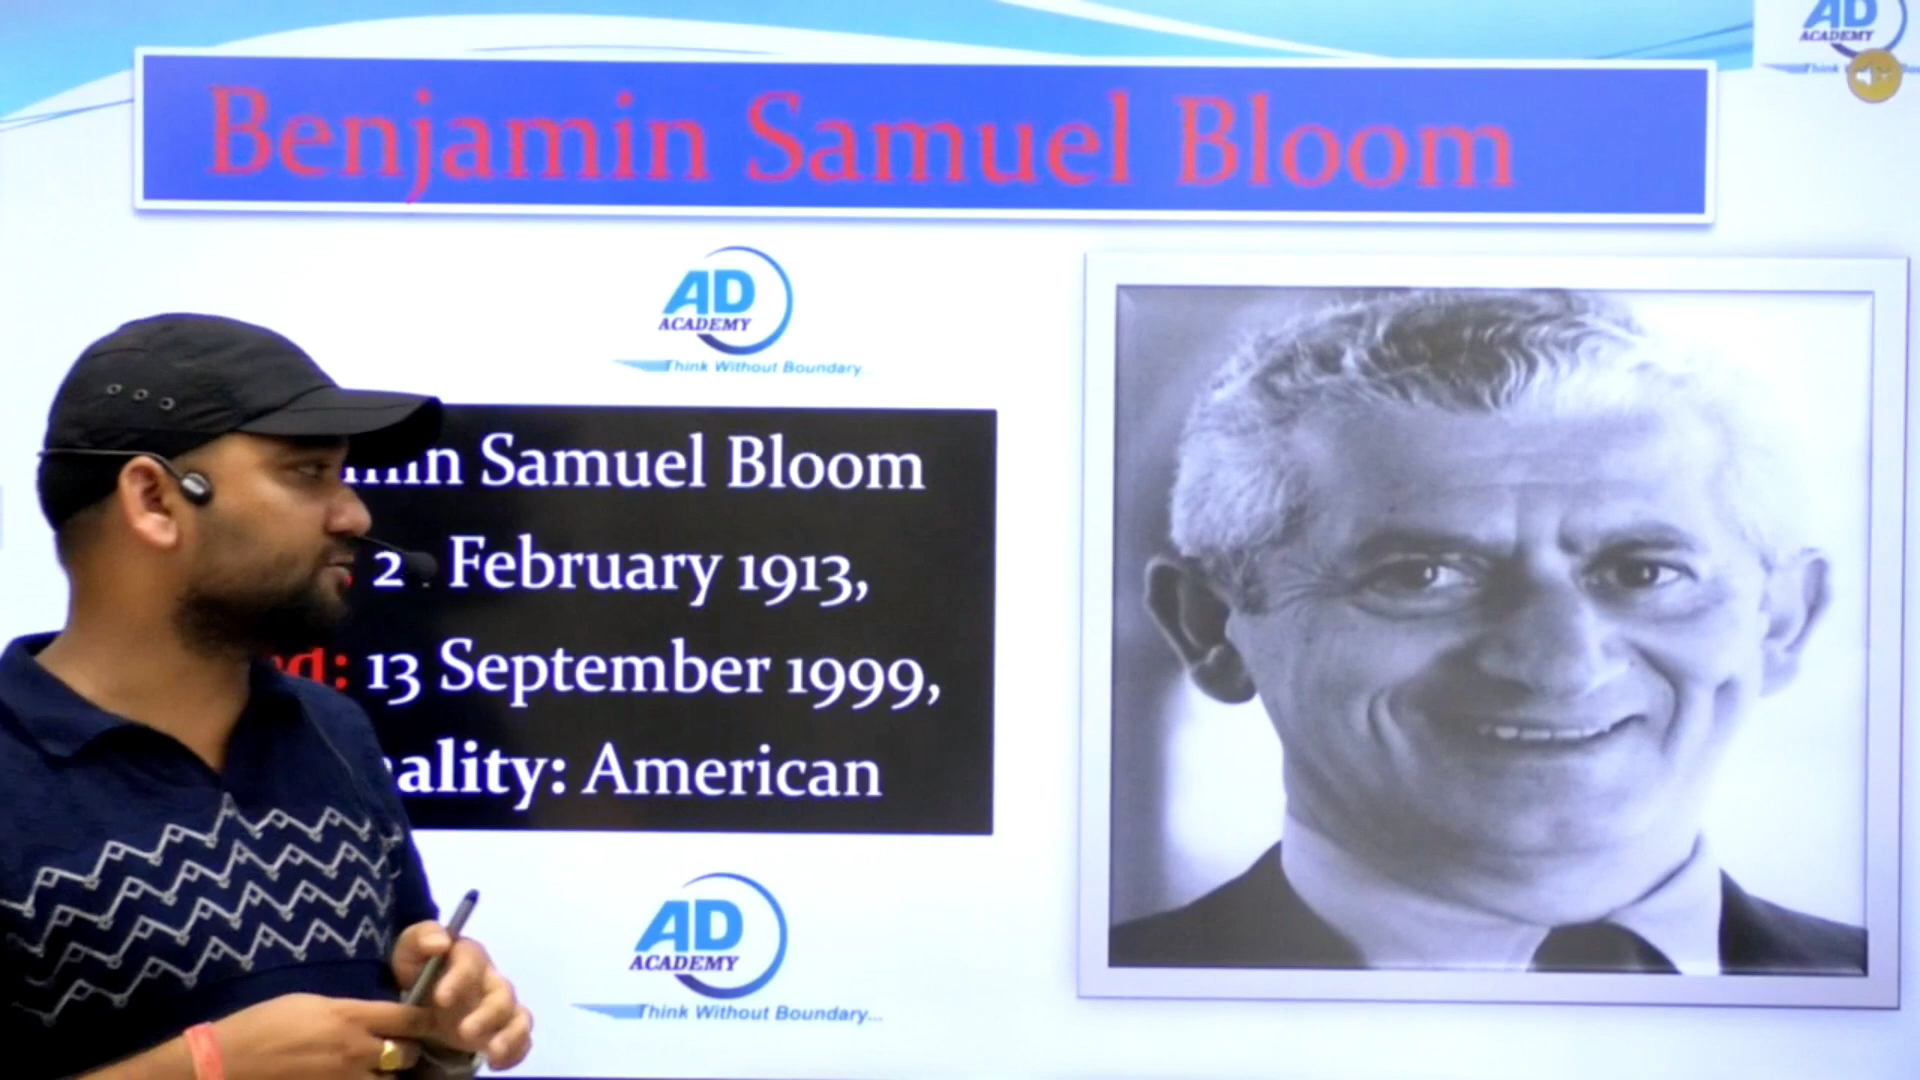 AD
ACADEMY
Think
Benjamin Samuel Bloom
AD
ACADEMY
Think Without Boundary...
Samuel Bloom
2 February 1913,
13 September 1999,
American
AD
ACADEMY
Think Without Boundary...